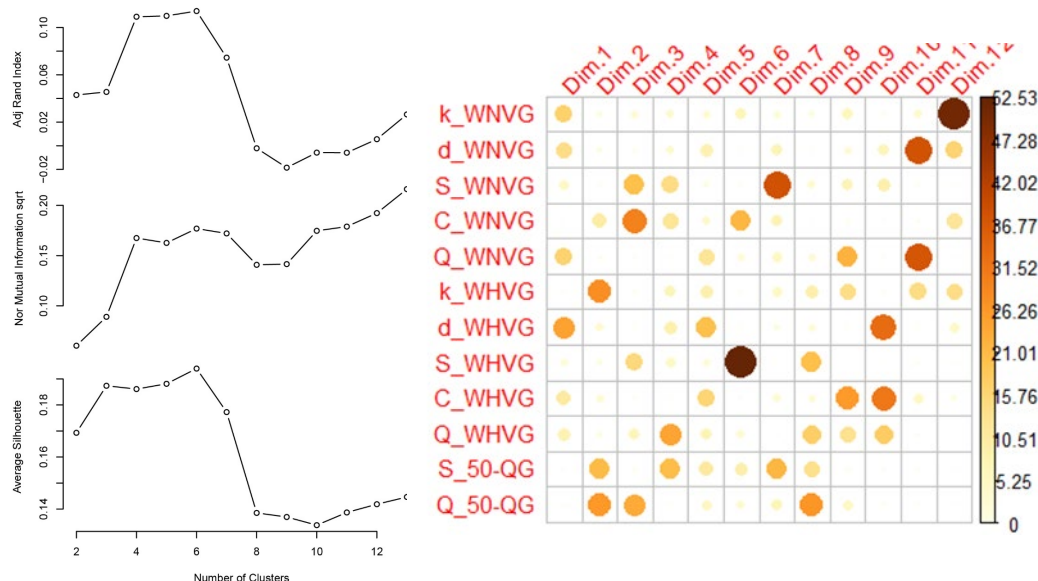 Adj Rand Index
0.10
0.06
0.02
−0.02
Nor Mutual Information sqrt
0.20
0.15
0.10
Average Silhouette
0.18
0.16
0.14
2 4 6 8 10 12
Number of Clusters
Dim.1 Dim.2 Dim.3 Dim.4 Dim.5 Dim.6 Dim.7 Dim.8 Dim.9 Dim.10 Dim.11 Dim.12
k_WNVG
d_WNVG
S_WNVG
C_WNVG
Q_WNVG
k_WHVG
d_WHVG
S_WHVG
C_WHVG
Q_WHVG
S_50-QG
Q_50-QG
52.53
47.28
42.02
36.77
31.52
26.26
21.01
15.76
10.51
5.25
0